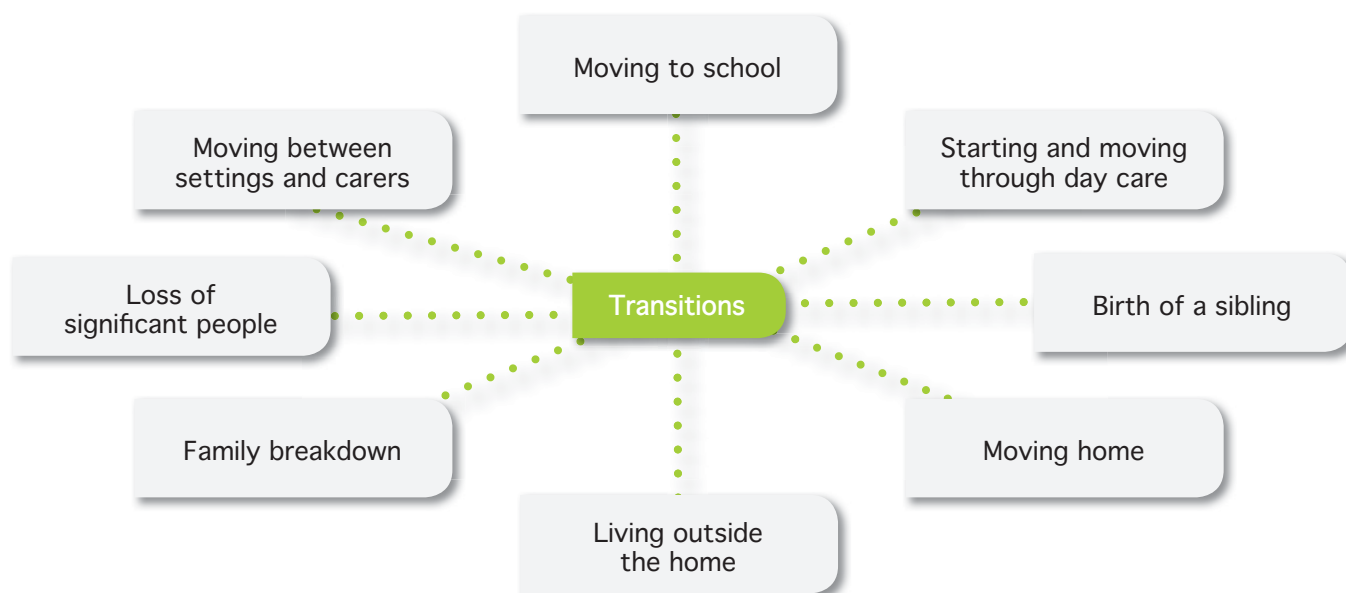 Moving to school
Moving between
settings and carers
Starting and moving
through day care
Loss of
significant people
Transitions
Birth of a sibling
Family breakdown
Moving home
Living outside
the home